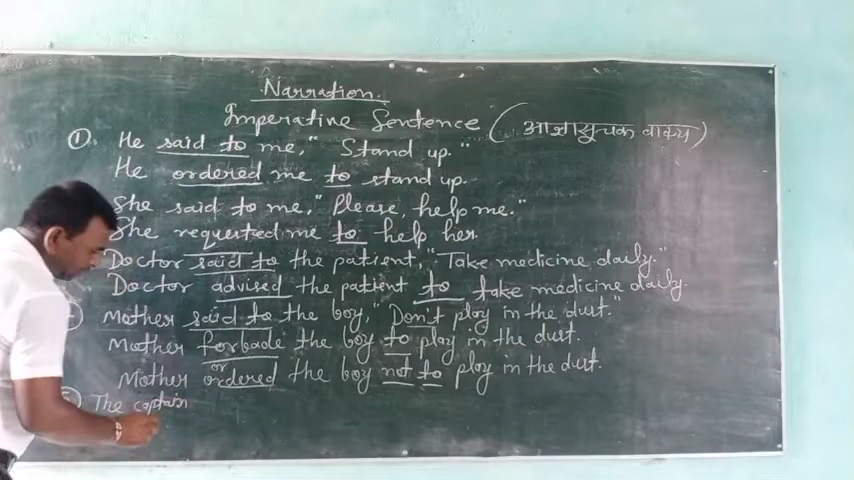 Narration.
Imperative Sentence (आज्ञासूचक वाक्य)
①. He said to me, "Stand up."
He ordered me to stand up.
She said to me, "Please, help me."
She requested me to help her.
Doctor said to the patient, "Take medicine daily."
Doctor advised the patient to take medicine daily.
Mother said to the boy, "Don't play in the dust."
Mother forbade the boy to play in the dust.
or
Mother ordered the boy not to play in the dust.
The captain